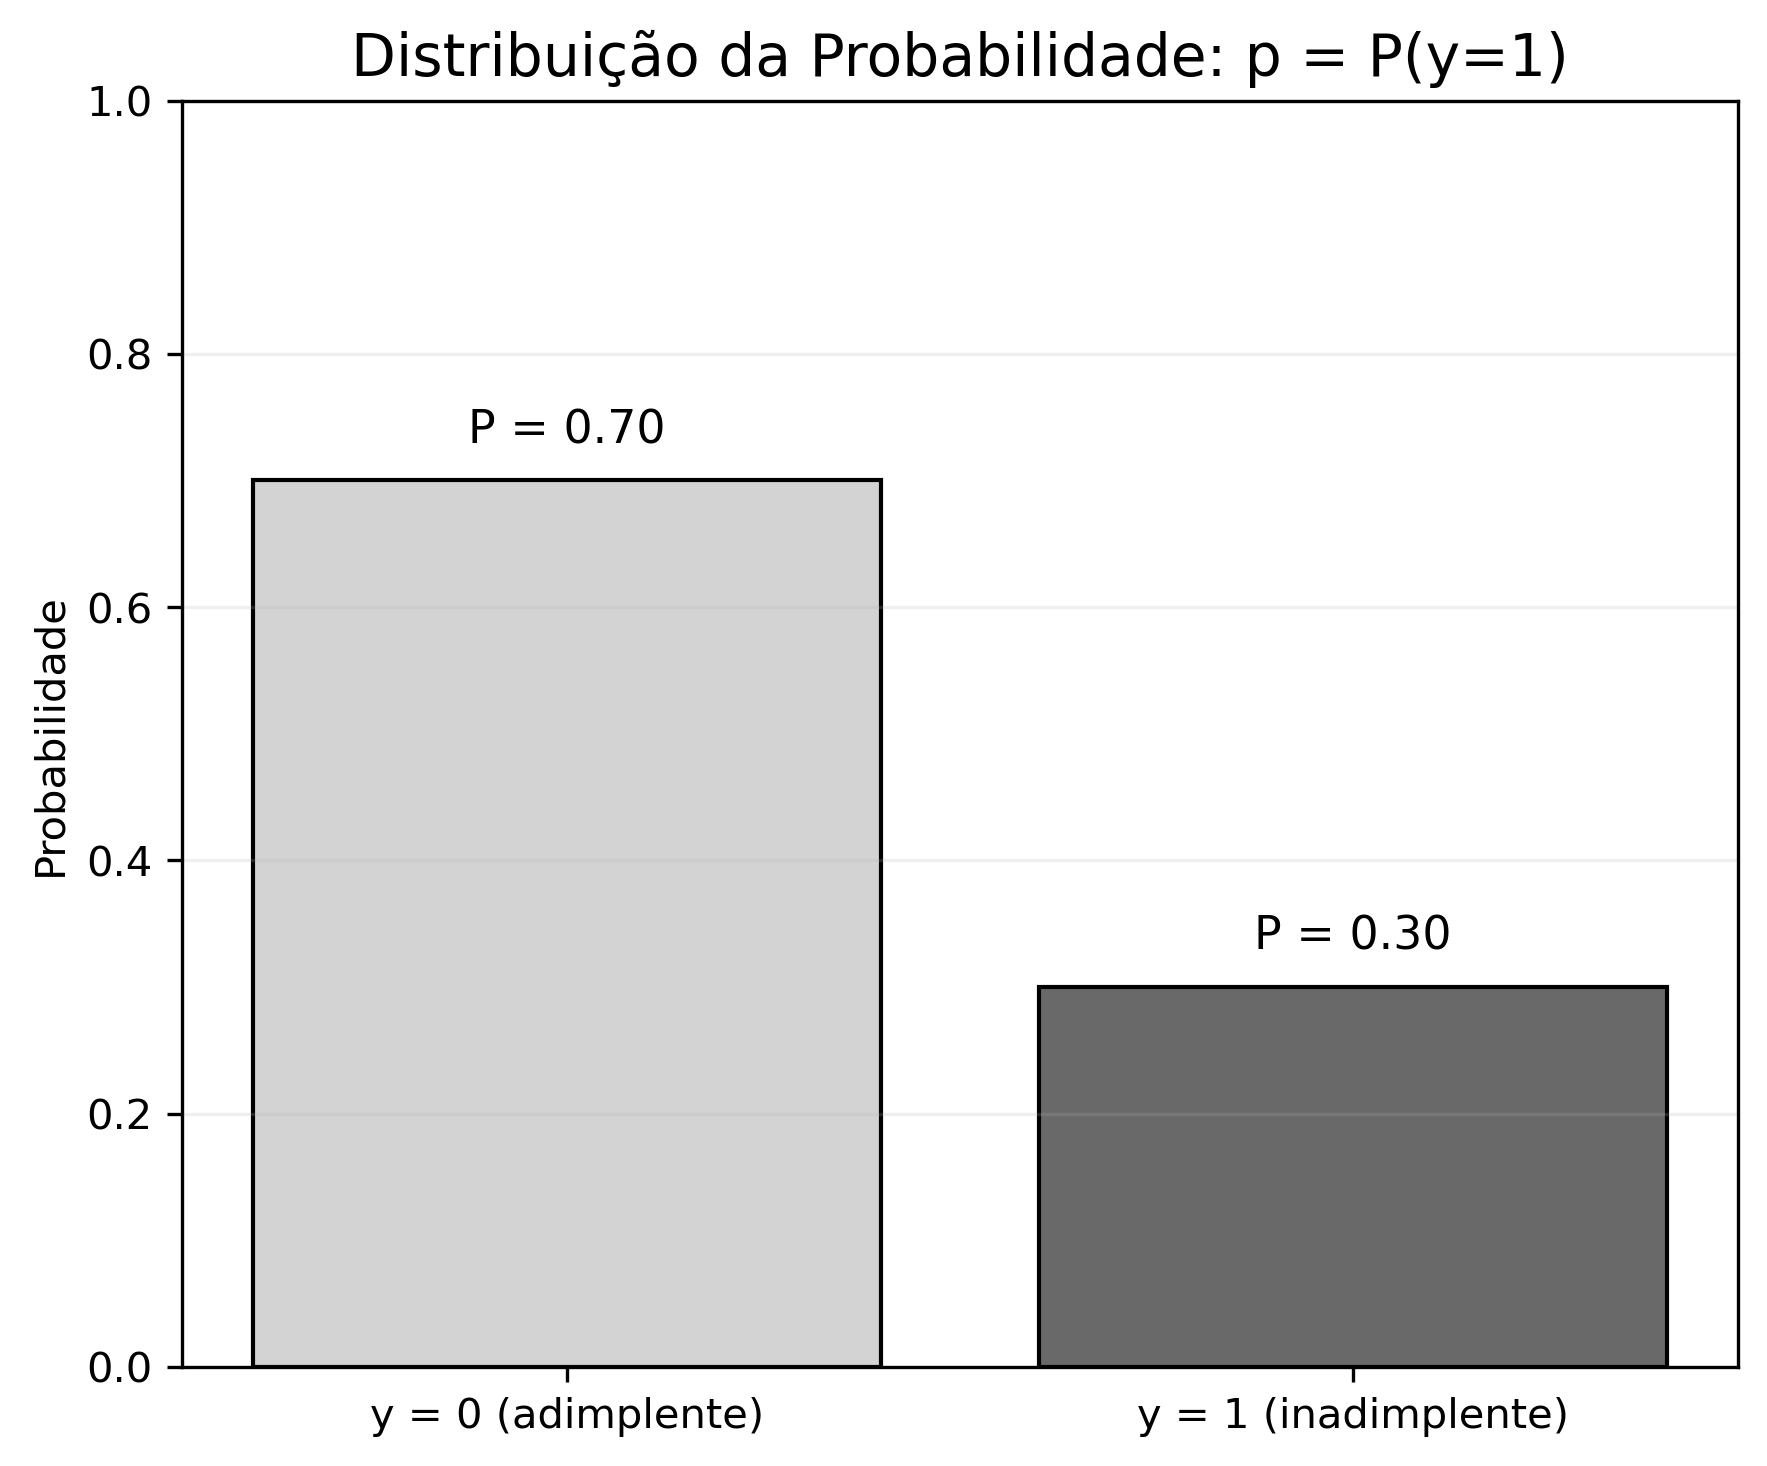 Distribuição da Probabilidade: p = P(y=1)
1.0
0.8
P = 0.70
0.6
Probabilidade
0.4
P = 0.30
0.2
0.0
y = 0 (adimplente)
y = 1 (inadimplente)